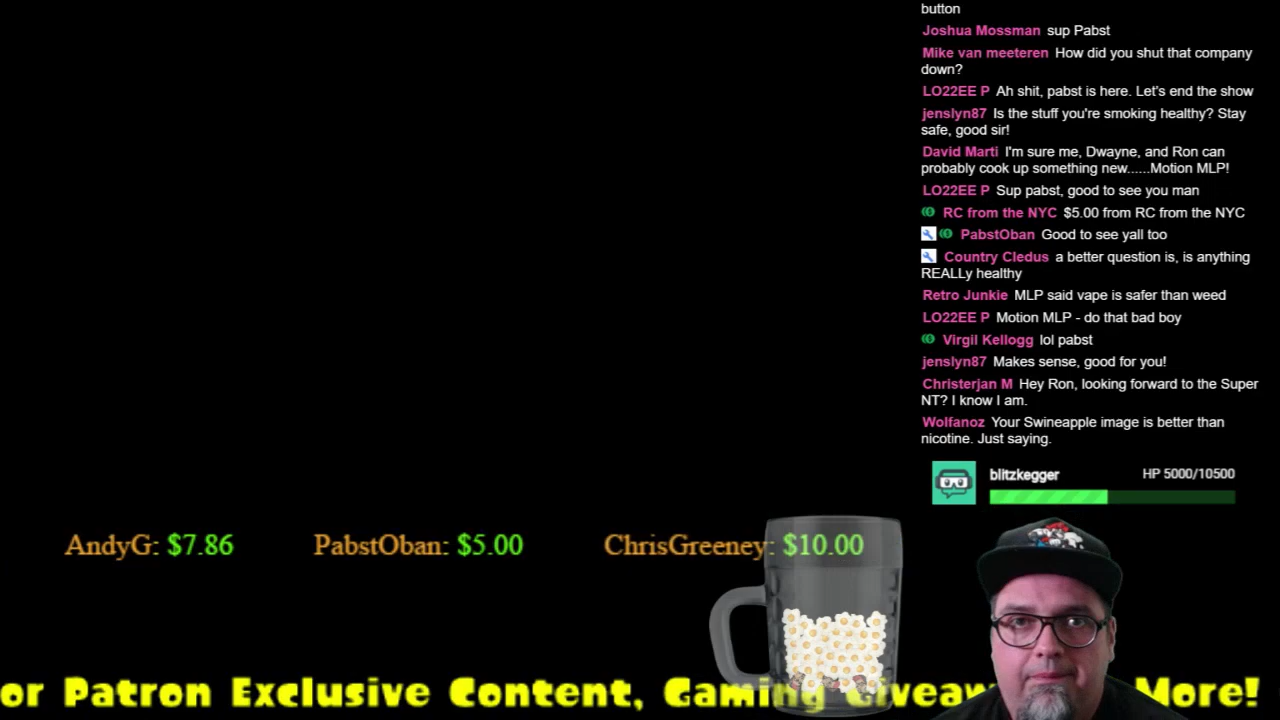 button
Joshua Mossman sup Pabst
Mike van meeteren How did you shut that company
down?
LO22EE P Ah shit, pabst is here. Let's end the show
jenslyn87 Is the stuff you're smoking healthy? Stay
safe, good sir!
David Marti I'm sure me, Dwayne, and Ron can
probably cook up something new......Motion MLP!
LO22EE P Sup pabst, good to see you man
RC from the NYC $5.00 from RC from the NYC
PabstOban Good to see yall too
Country Cledus a better question is, is anything
REALLy healthy
Retro Junkie MLP said vape is safer than weed
LO22EE P Motion MLP - do that bad boy
Virgil Kellogg lol pabst
jenslyn87 Makes sense, good for you!
Christerjan M Hey Ron, looking forward to the Super
NT? I know I am.
Wolfanoz Your Swineapple image is better than
nicotine. Just saying.
blitzkegger HP 5000/10500
AndyG: $7.86 PabstOban: $5.00 ChrisGreeney: $10.00
or Patron Exclusive Content, Gaming Giveaw More!